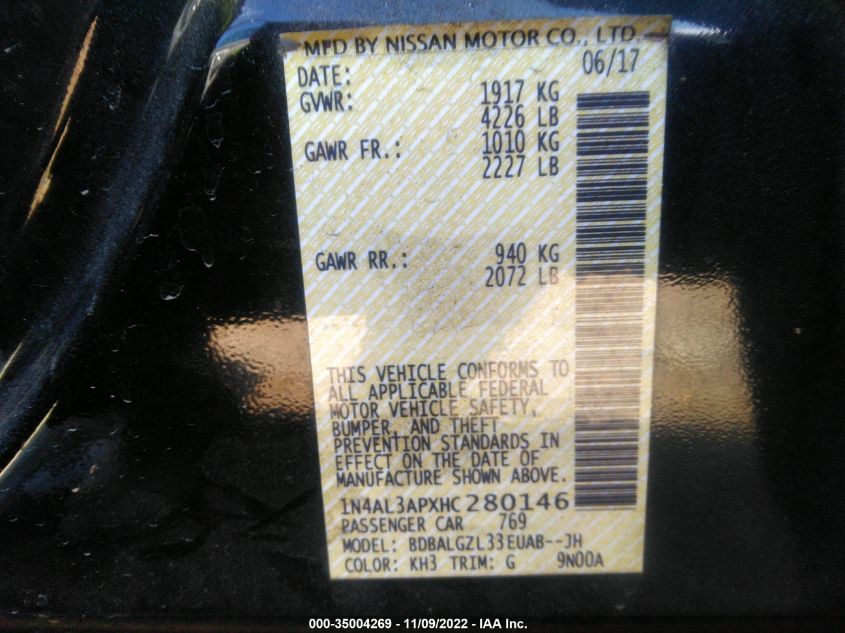 MFD BY NISSAN MOTOR CO., LTD.
DATE: 06/17
GVWR: 1917 KG
4226 LB
GAWR FR.: 1010 KG
2227 LB
GAWR RR.: 940 KG
2072 LB
THIS VEHICLE CONFORMS TO
ALL APPLICABLE FEDERAL
MOTOR VEHICLE SAFETY,
BUMPER, AND THEFT
PREVENTION STANDARDS IN
EFFECT ON THE DATE OF
MANUFACTURE SHOWN ABOVE.
1N4AL3APXHC280146
PASSENGER CAR 769
MODEL: BDBALGZL33EUAB--JH
COLOR: KH3 TRIM: G 9N00A
000-35004269 - 11/09/2022 - IAA Inc.